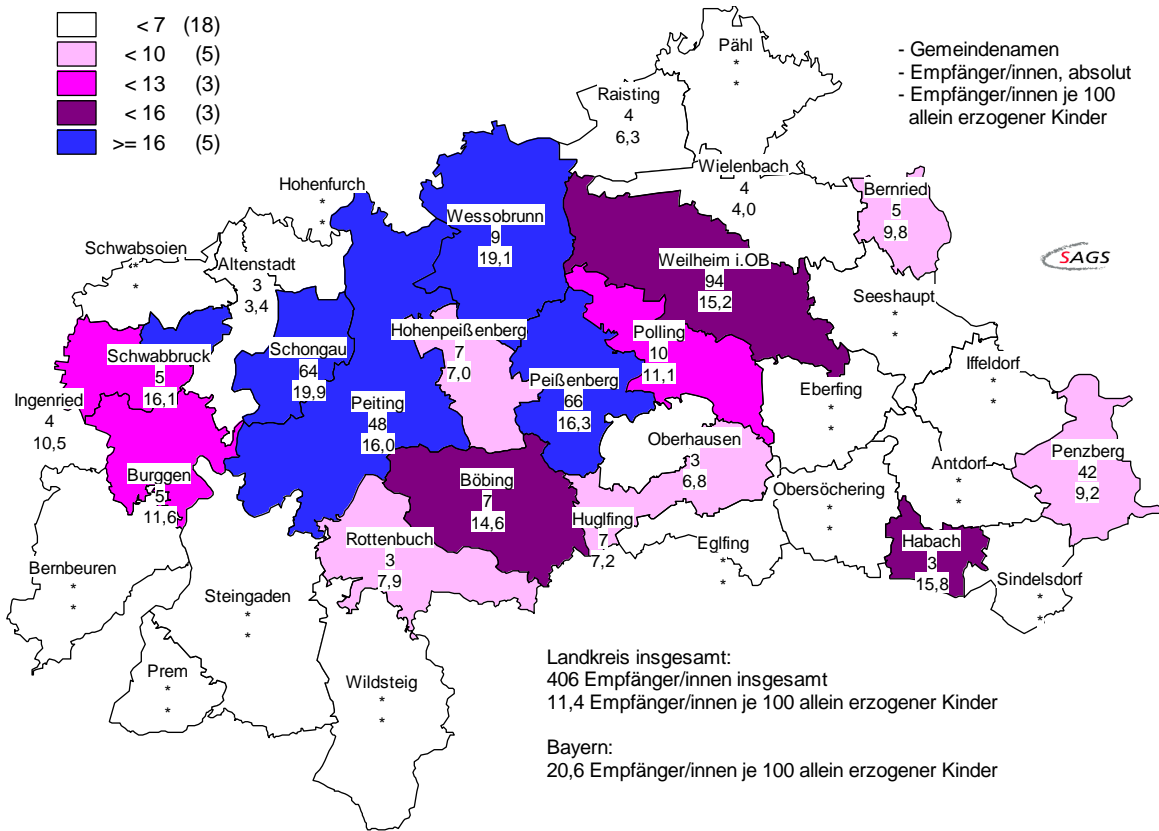 < 7 (18)
< 10 (5)
< 13 (3)
< 16 (3)
>= 16 (5)
- Gemeindenamen
- Empfänger/innen, absolut
- Empfänger/innen je 100
allein erzogener Kinder
Pähl
*
*
Raisting
4
6,3
Wielenbach
4
4,0
Bernried
5
9,8
SAGS
Hohenfurch
*
*
Wessobrunn
9
19,1
Schwabsoien
*
*
Altenstadt
3
3,4
Weilheim i.OB
94
15,2
Seeshaupt
*
*
Hohenpeißenberg
7
7,0
Polling
10
11,1
Schwabbruck
5
16,1
Schongau
64
19,9
Iffeldorf
*
*
Peißenberg
66
16,3
Eberfing
*
*
Ingenried
4
10,5
Peiting
48
16,0
Oberhausen
3
6,8
Penzberg
42
9,2
Burggen
5
11,6
Böbing
7
14,6
Antdorf
*
*
Obersöchering
*
*
Huglfing
7
7,2
Rottenbuch
3
7,9
Eglfing
*
*
Habach
3
15,8
Bernbeuren
*
*
Steingaden
*
*
Sindelsdorf
*
*
Prem
*
*
Wildsteig
*
*
Landkreis insgesamt:
406 Empfänger/innen insgesamt
11,4 Empfänger/innen je 100 allein erzogener Kinder
Bayern:
20,6 Empfänger/innen je 100 allein erzogener Kinder